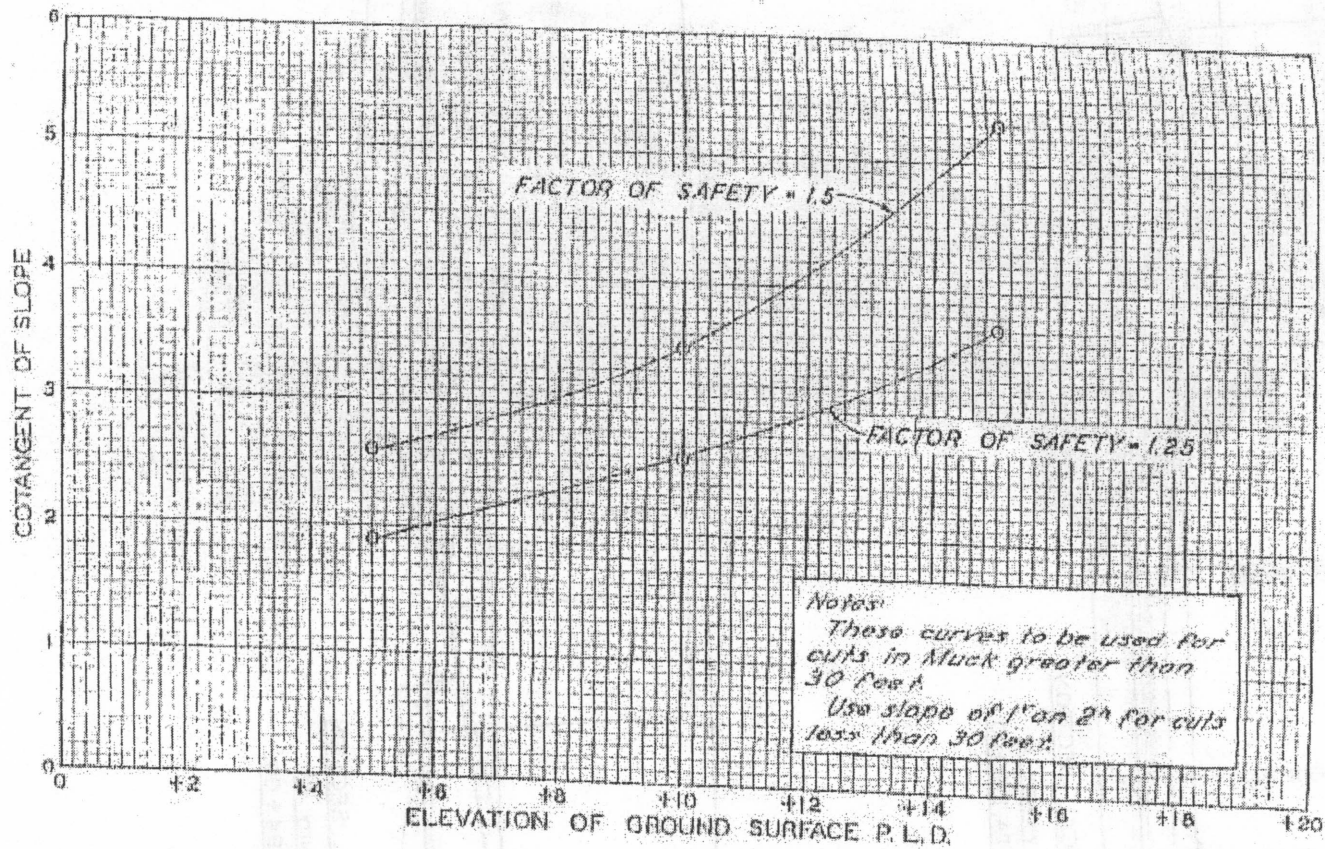 6
5
4
3
2
1
0
COTANGENT OF SLOPE
FACTOR OF SAFETY = 1.5
FACTOR OF SAFETY = 1.25
Notes:
These curves to be used for
cuts in Muck greater than
30 feet.
Use slope of 1ᵛ on 2ʰ for cuts
less than 30 feet.
0 +2 +4 +6 +8 +10 +12 +14 +16 +18 +20
ELEVATION OF GROUND SURFACE P.L.D.